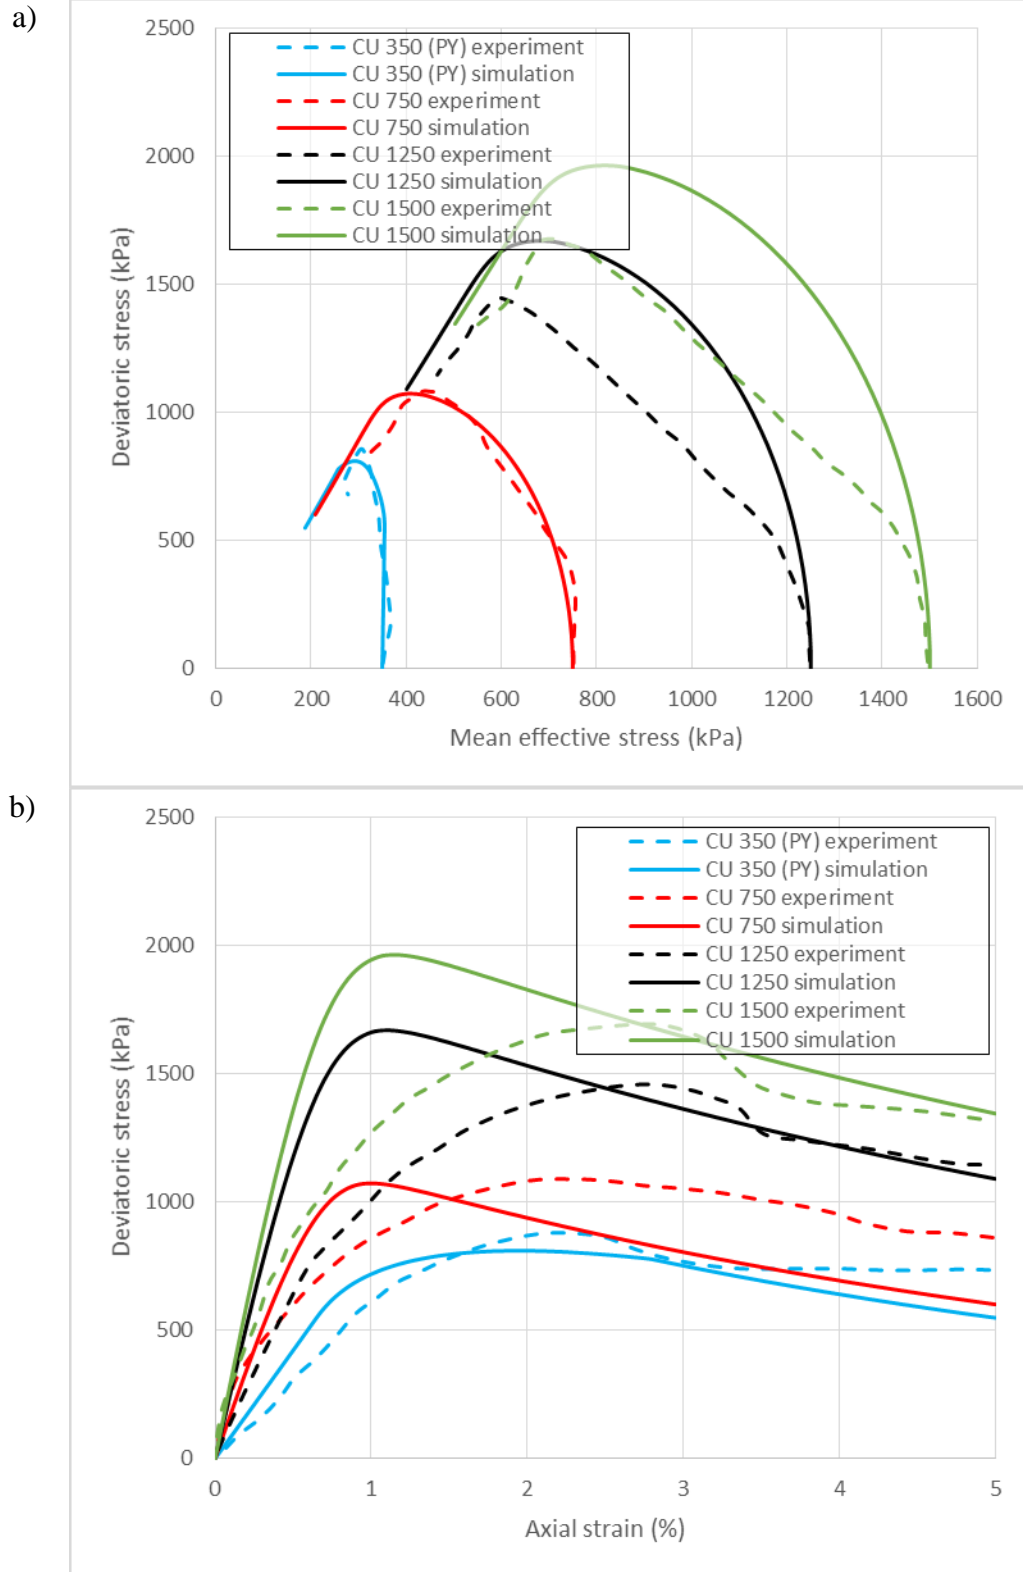 a)
2500
2000
1500
1000
500
0
Deviatoric stress (kPa)
CU 350 (PY) experiment
CU 350 (PY) simulation
CU 750 experiment
CU 750 simulation
CU 1250 experiment
CU 1250 simulation
CU 1500 experiment
CU 1500 simulation
0 200 400 600 800 1000 1200 1400 1600
Mean effective stress (kPa)
b)
2500
2000
1500
1000
500
0
Deviatoric stress (kPa)
CU 350 (PY) experiment
CU 350 (PY) simulation
CU 750 experiment
CU 750 simulation
CU 1250 experiment
CU 1250 simulation
CU 1500 experiment
CU 1500 simulation
0 1 2 3 4 5
Axial strain (%)